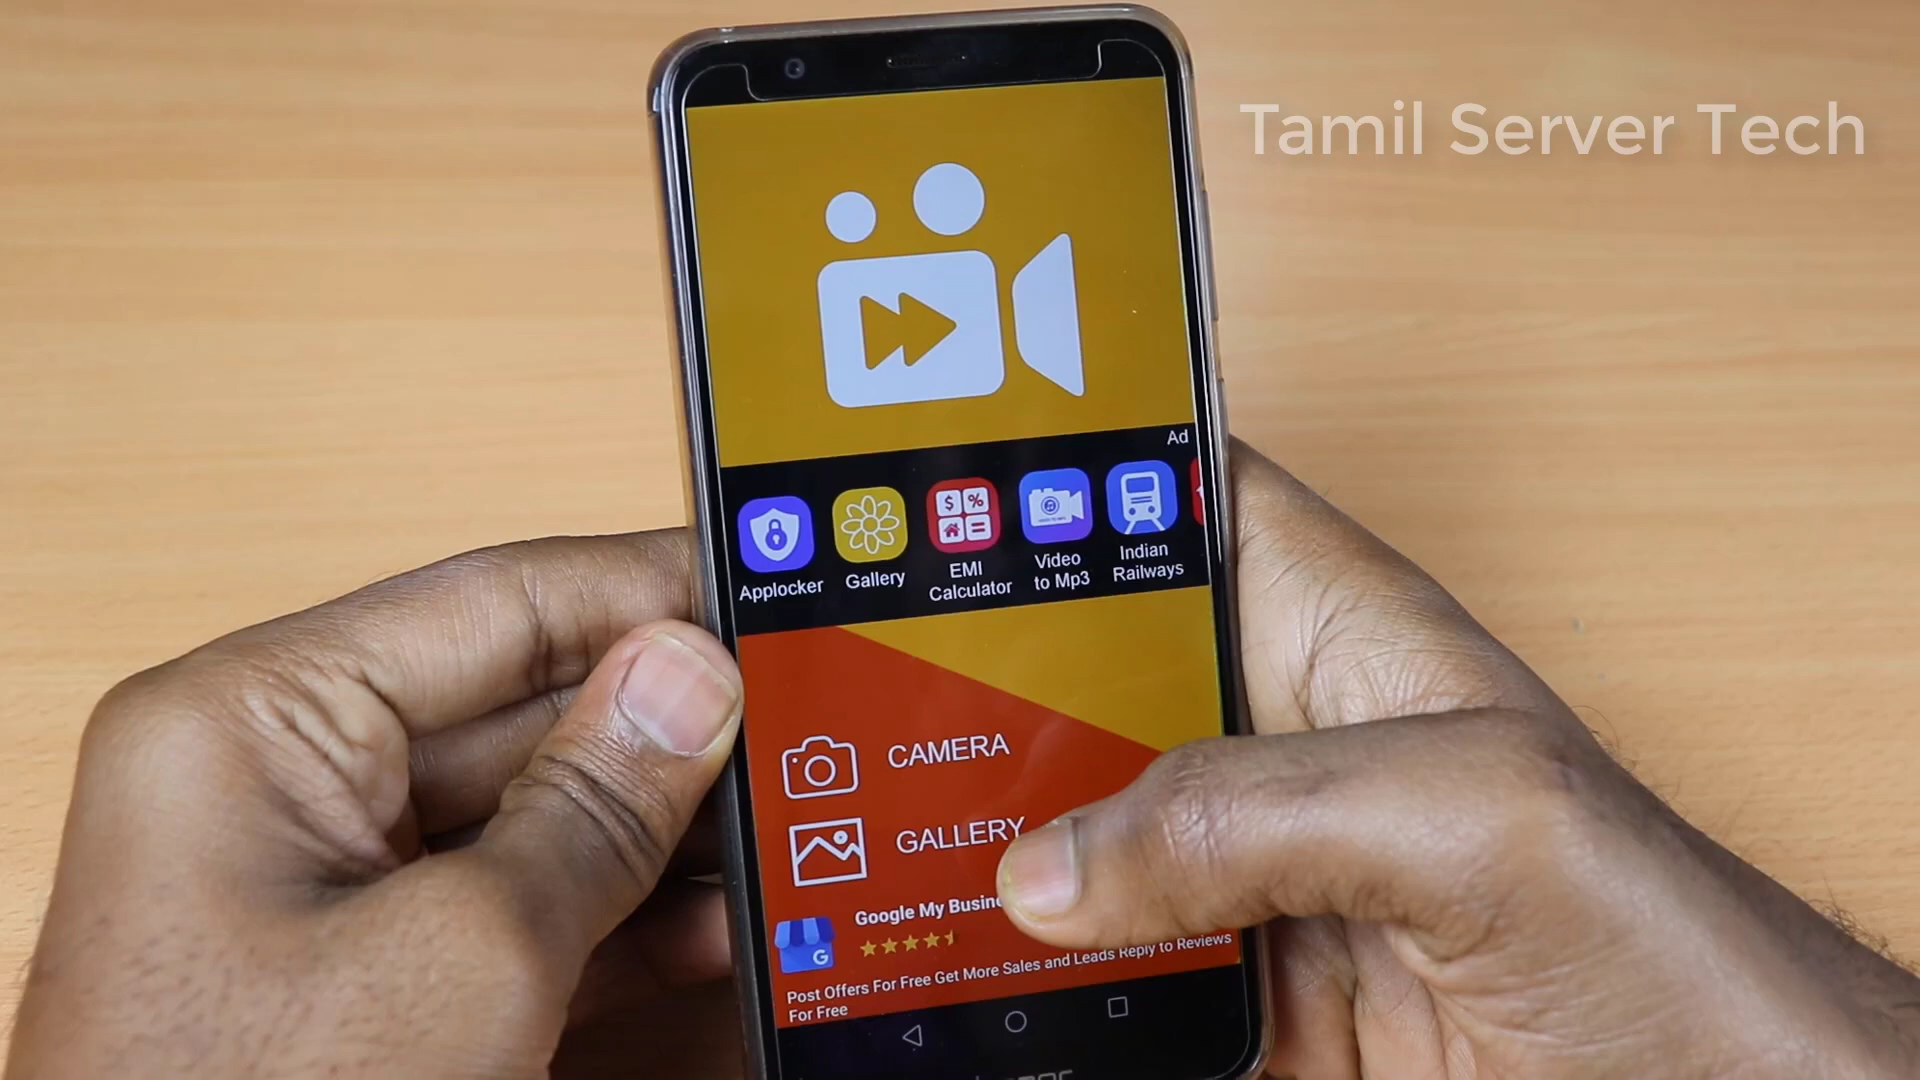 Tamil Server Tech
Ad
Applocker
Gallery
EMI
Calculator
Video
to Mp3
Indian
Railways
CAMERA
GALLERY
Google My
Post Offers For Free Get More Sales and Leads Reply to Reviews
For Free